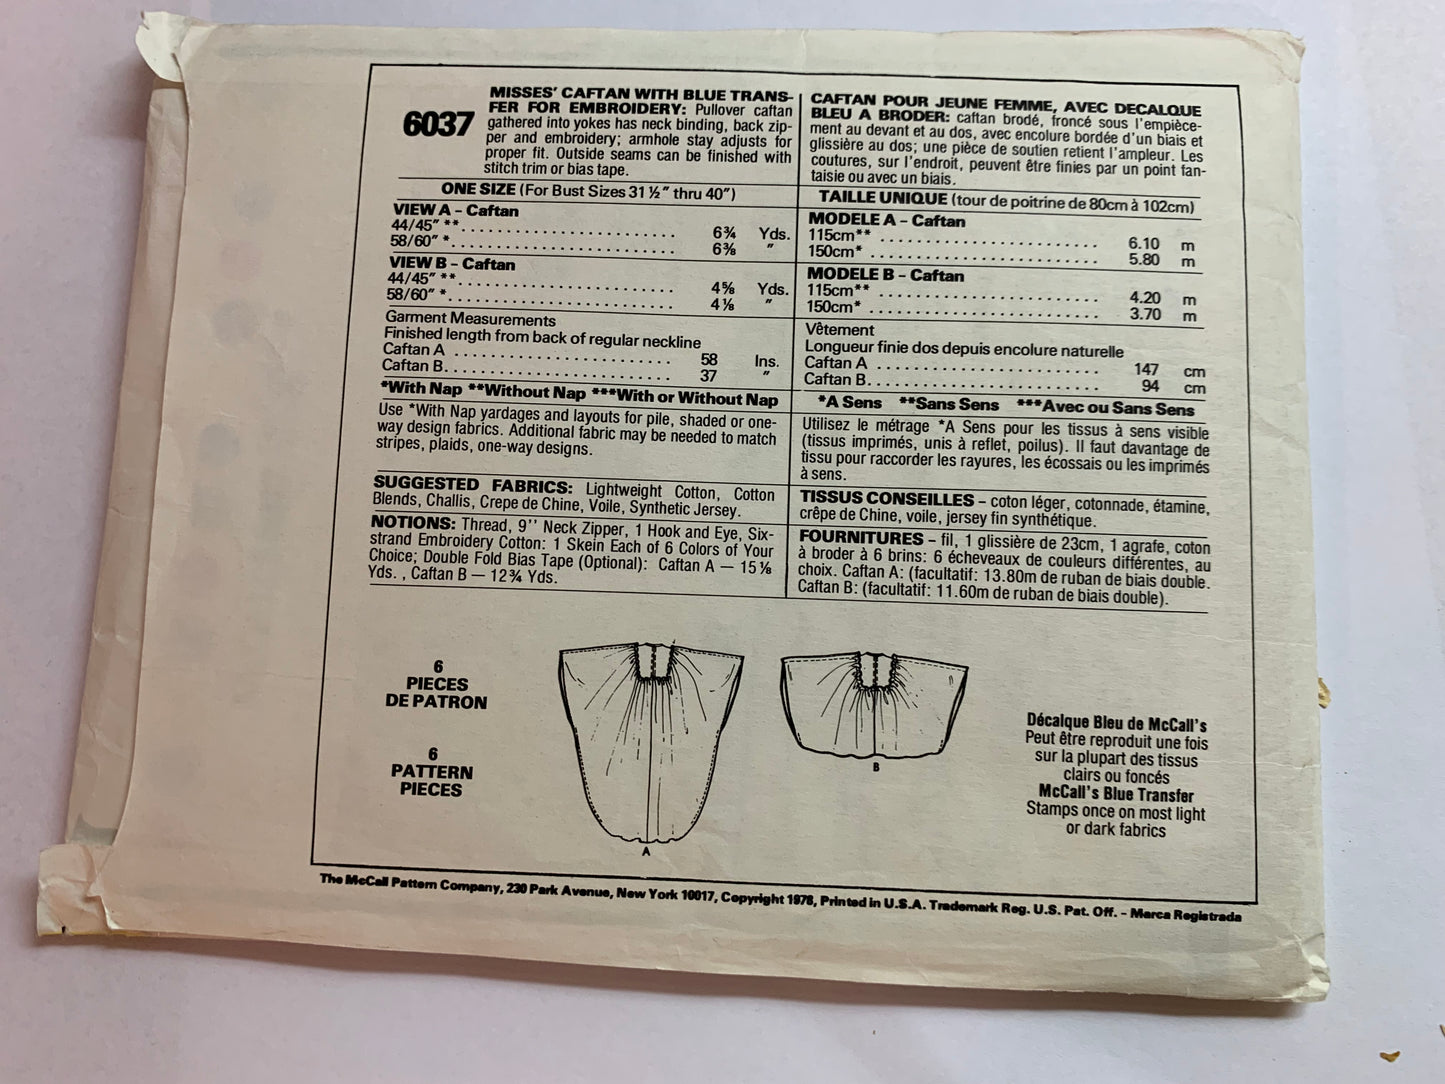 6037
MISSES' CAFTAN WITH BLUE TRANS-
FER FOR EMBROIDERY: Pullover caftan
gathered into yokes has neck binding, back zip-
per and embroidery; armhole stay adjusts for
proper fit. Outside seams can be finished with
stitch trim or bias tape.
ONE SIZE (For Bust Sizes 31 ½" thru 40")
VIEW A – Caftan
44/45" ** . . . . . . . . . . . . . . . . . . . . . . . . 6¾ Yds.
58/60" * . . . . . . . . . . . . . . . . . . . . . . . . 6⅜ "
VIEW B – Caftan
44/45" ** . . . . . . . . . . . . . . . . . . . . . . . . 4⅝ Yds.
58/60" * . . . . . . . . . . . . . . . . . . . . . . . . 4⅛ "
Garment Measurements
Finished length from back of regular neckline
Caftan A . . . . . . . . . . . . . . . . . . . . . . . . 58 Ins.
Caftan B. . . . . . . . . . . . . . . . . . . . . . . . 37 "
*With Nap **Without Nap ***With or Without Nap
Use *With Nap yardages and layouts for pile, shaded or one-
way design fabrics. Additional fabric may be needed to match
stripes, plaids, one-way designs.
SUGGESTED FABRICS: Lightweight Cotton, Cotton
Blends, Challis, Crepe de Chine, Voile, Synthetic Jersey.
NOTIONS: Thread, 9'' Neck Zipper, 1 Hook and Eye, Six-
strand Embroidery Cotton: 1 Skein Each of 6 Colors of Your
Choice; Double Fold Bias Tape (Optional): Caftan A — 15⅛
Yds. , Caftan B — 12¾ Yds.
CAFTAN POUR JEUNE FEMME, AVEC DECALQUE
BLEU A BRODER: caftan brodé, froncé sous l'empièce-
ment au devant et au dos, avec encolure bordée d'un biais et
glissière au dos; une pièce de soutien retient l'ampleur. Les
coutures, sur l'endroit, peuvent être finies par un point fan-
taisie ou avec un biais.
TAILLE UNIQUE (tour de poitrine de 80cm à 102cm)
MODELE A – Caftan
115cm** . . . . . . . . . . . . . . . . . . . . . . . . 6.10 m
150cm* . . . . . . . . . . . . . . . . . . . . . . . . 5.80 m
MODELE B – Caftan
115cm** . . . . . . . . . . . . . . . . . . . . . . . . 4.20 m
150cm* . . . . . . . . . . . . . . . . . . . . . . . . 3.70 m
Vêtement
Longueur finie dos depuis encolure naturelle
Caftan A . . . . . . . . . . . . . . . . . . . . . . . . 147 cm
Caftan B. . . . . . . . . . . . . . . . . . . . . . . . 94 cm
*A Sens **Sans Sens ***Avec ou Sans Sens
Utilisez le métrage *A Sens pour les tissus à sens visible
(tissus imprimés, unis à reflet, poilus). Il faut davantage de
tissu pour raccorder les rayures, les écossais ou les imprimés
à sens.
TISSUS CONSEILLES – coton léger, cotonnade, étamine,
crêpe de Chine, voile, jersey fin synthétique.
FOURNITURES – fil, 1 glissière de 23cm, 1 agrafe, coton
à broder à 6 brins: 6 écheveaux de couleurs différentes, au
choix. Caftan A: (facultatif: 13.80m de ruban de biais double.
Caftan B: (facultatif: 11.60m de ruban de biais double).
6
PIECES
DE PATRON
6
PATTERN
PIECES
A
B
Décalque Bleu de McCall's
Peut être reproduit une fois
sur la plupart des tissus
clairs ou foncés
McCall's Blue Transfer
Stamps once on most light
or dark fabrics
The McCall Pattern Company, 230 Park Avenue, New York 10017, Copyright 1978, Printed in U.S.A. Trademark Reg. U.S. Pat. Off. – Marca Registrada